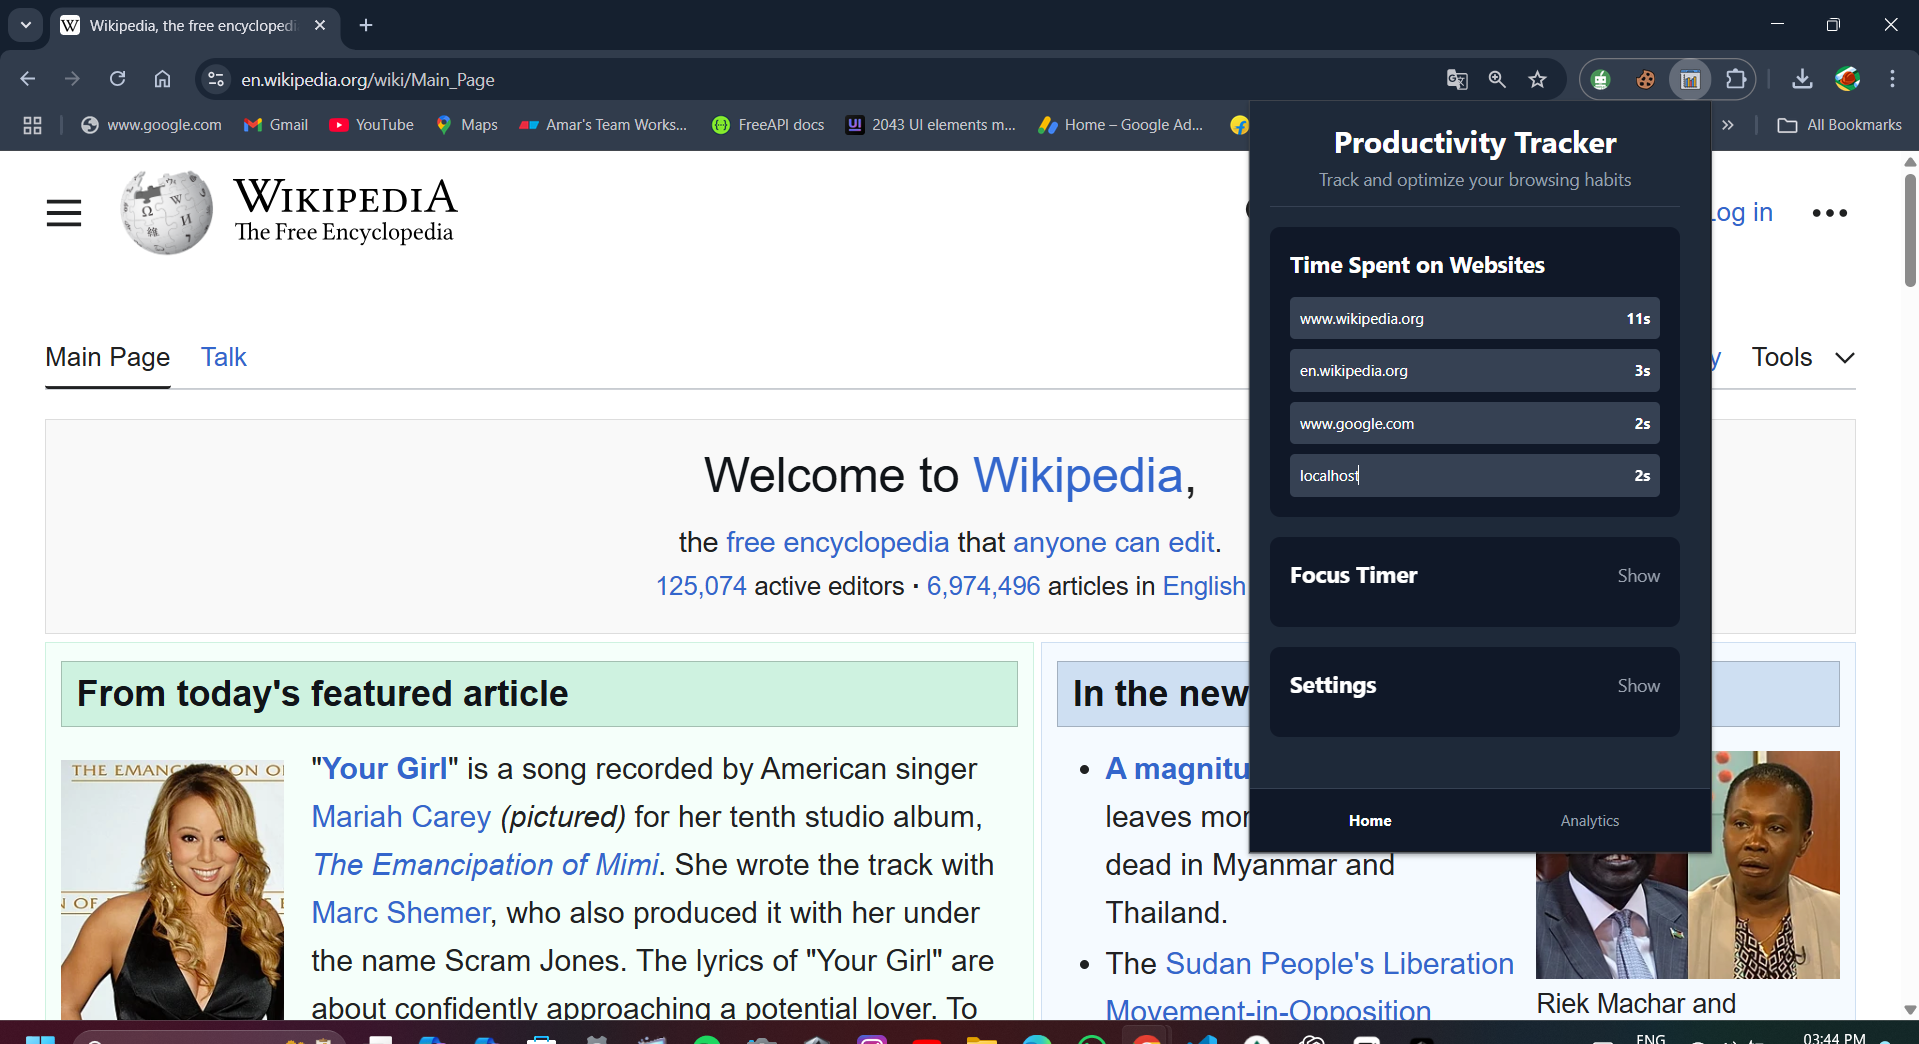 Wikipedia, the free encyclopedi
en.wikipedia.org/wiki/Main_Page
www.google.com
Gmail
YouTube
Maps
Amar's Team Works...
FreeAPI docs
2043 UI elements m...
Home – Google Ad...
All Bookmarks
WIKIPEDIA
The Free Encyclopedia
Log in
Main Page
Talk
Tools
Welcome to Wikipedia,
the free encyclopedia that anyone can edit.
125,074 active editors · 6,974,496 articles in English
From today's featured article
"Your Girl" is a song recorded by American singer
Mariah Carey (pictured) for her tenth studio album,
The Emancipation of Mimi. She wrote the track with
Marc Shemer, who also produced it with her under
the name Scram Jones. The lyrics of "Your Girl" are
about confidently approaching a potential lover. To
In the new
A magnitu
leaves mor
dead in Myanmar and
Thailand.
The Sudan People's Liberation
Movement-in-Opposition
Riek Machar and
Productivity Tracker
Track and optimize your browsing habits
Time Spent on Websites
www.wikipedia.org 11s
en.wikipedia.org 3s
www.google.com 2s
localhost 2s
Focus Timer Show
Settings Show
Home Analytics
ENG
03:44 PM